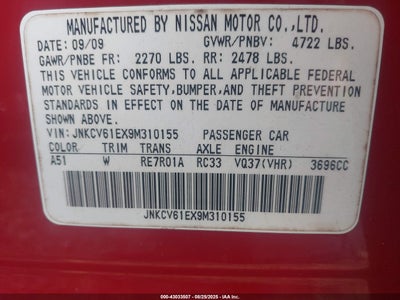 MANUFACTURED BY NISSAN MOTOR CO.,LTD.
DATE: 09/09 GVWR/PNBV: 4722 LBS.
GAWR/PNBE FR: 2270 LBS. RR: 2478 LBS.
THIS VEHICLE CONFORMS TO ALL APPLICABLE FEDERAL
MOTOR VEHICLE SAFETY, BUMPER, AND THEFT PREVENTION
STANDARDS IN EFFECT ON THE DATE OF MANUFACTURE
SHOWN ABOVE.
VIN: JNKCV61EX9M310155 PASSENGER CAR
COLOR TRIM TRANS AXLE ENGINE
A51 W RE7R01A RC33 VQ37(VHR) 3696CC
JNKCV61EX9M310155
000-43033507 - 08/25/2025 - IAA Inc.